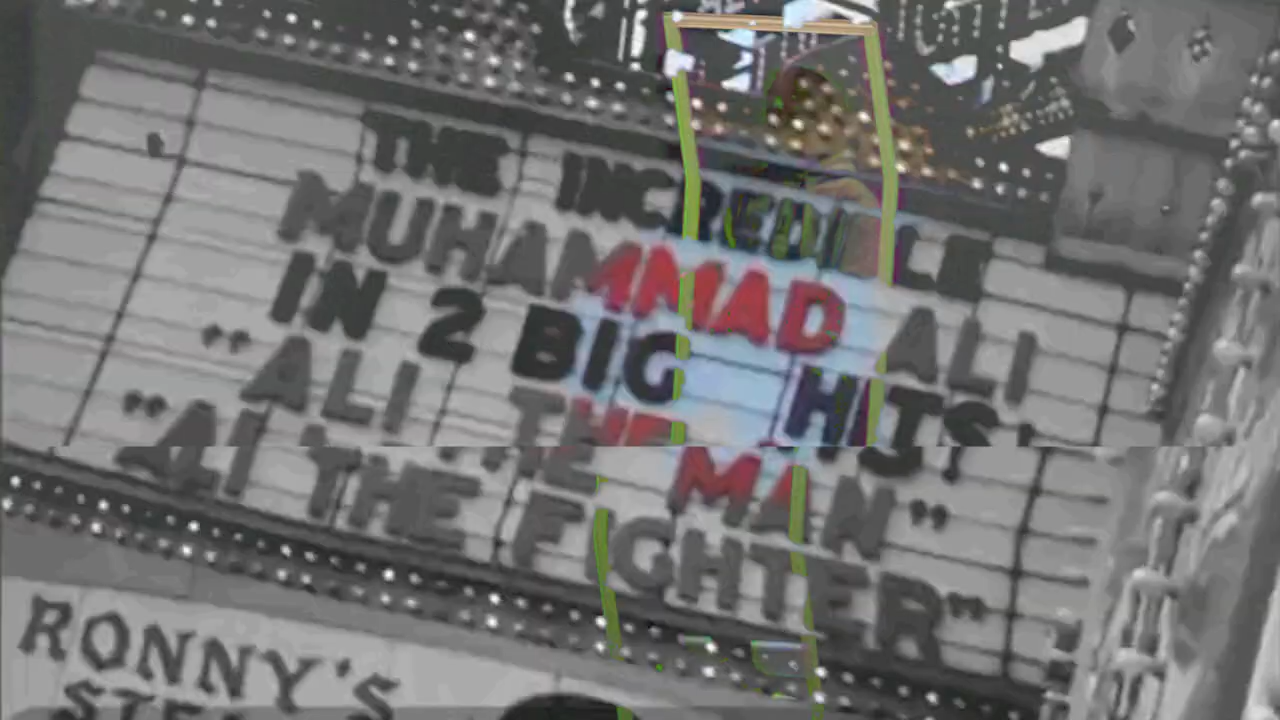 THE INCREDIBLE
MUHAMMAD ALI
IN 2 BIG HITS!
"ALI THE MAN"
"ALI THE FIGHTER"
RONNY'S